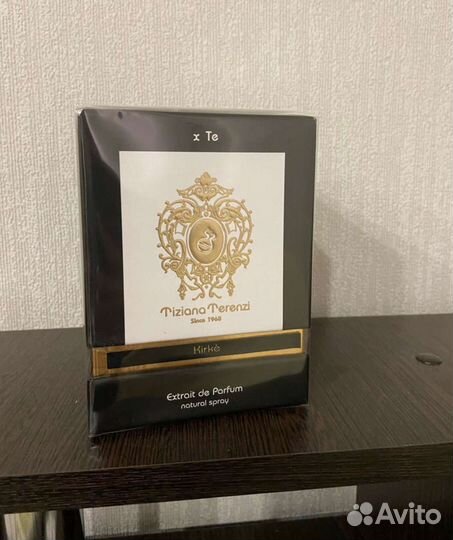 x Te
Tiziana Terenzi
Since 1968
Kirkè
Extrait de Parfum
natural spray
Avito